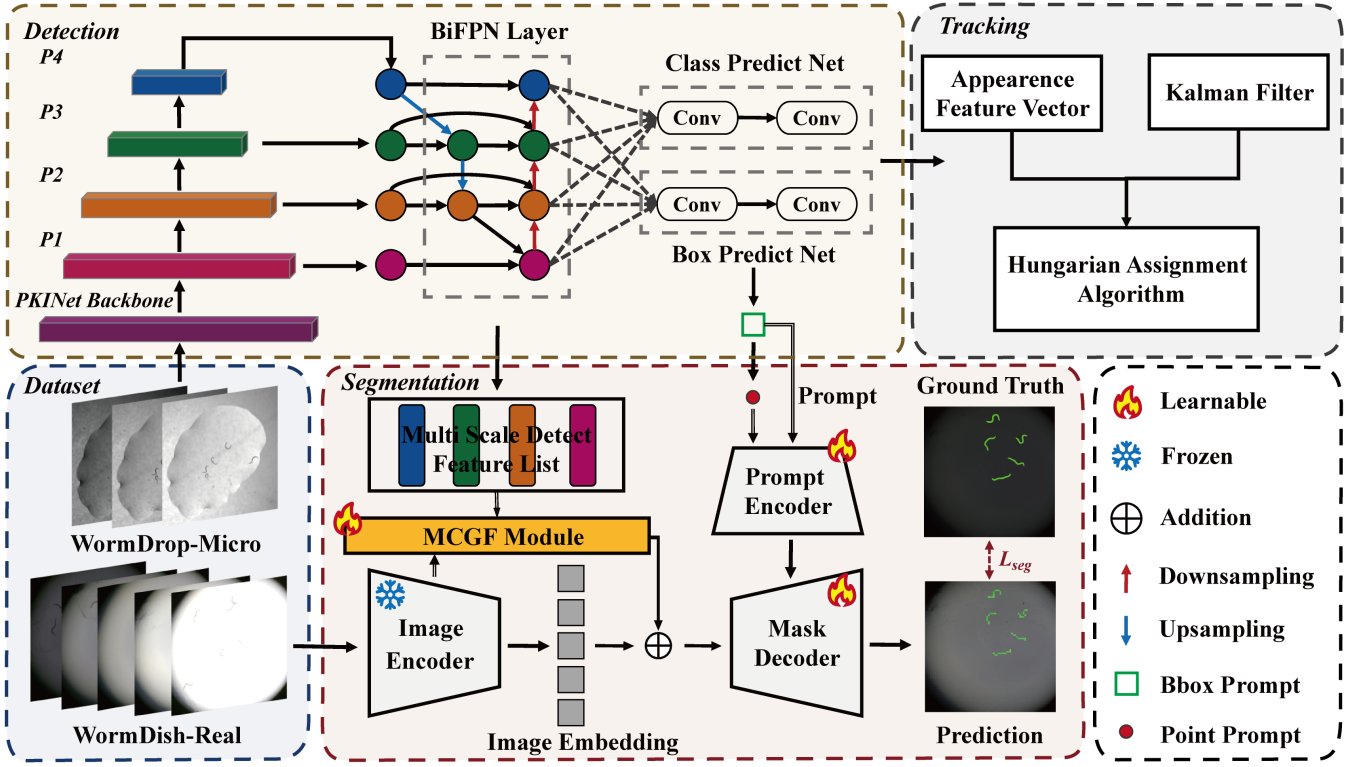 Detection
P4
P3
P2
P1
PKINet Backbone
BiFPN Layer
Class Predict Net
Conv
Conv
Conv
Conv
Box Predict Net
Tracking
Appearence
Feature Vector
Kalman Filter
Hungarian Assignment
Algorithm
Dataset
WormDrop-Micro
WormDish-Real
Segmentation
Multi Scale Detect
Feature List
MCGF Module
Image
Encoder
Image Embedding
Prompt
Prompt
Encoder
Mask
Decoder
Ground Truth
Lseg
Prediction
Learnable
Frozen
Addition
Downsampling
Upsampling
Bbox Prompt
Point Prompt